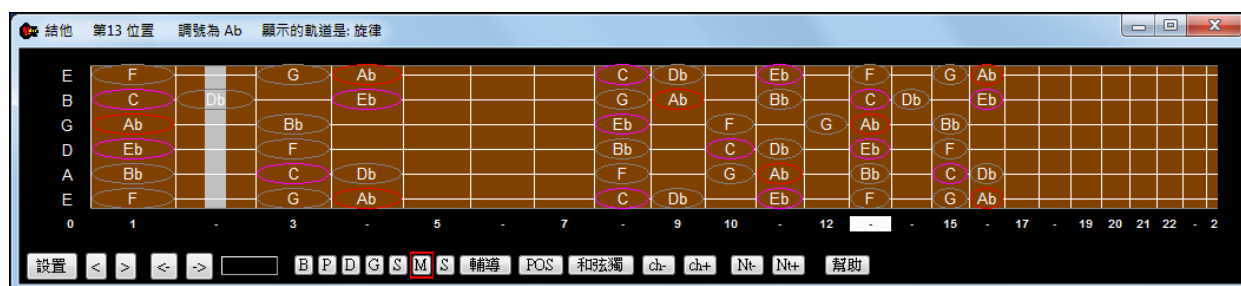 結他 第13 位置 調號為 Ab 顯示的軌道是: 旋律
E F G Ab C Db Eb F G Ab
B C Db Eb G Ab Bb C Db Eb
G Ab Bb Eb F G Ab Bb
D Eb F Bb C Db Eb F
A Bb C Db F G Ab Bb C Db
E F G Ab C Db Eb F G Ab
0 1 - 3 - 5 - 7 - 9 10 - 12 - - 15 - 17 - 19 20 21 22 - 2
設置 < > <- -> B P D G S M S 輔導 POS 和弦獨 ch- ch+ Nt- Nt+ 幫助